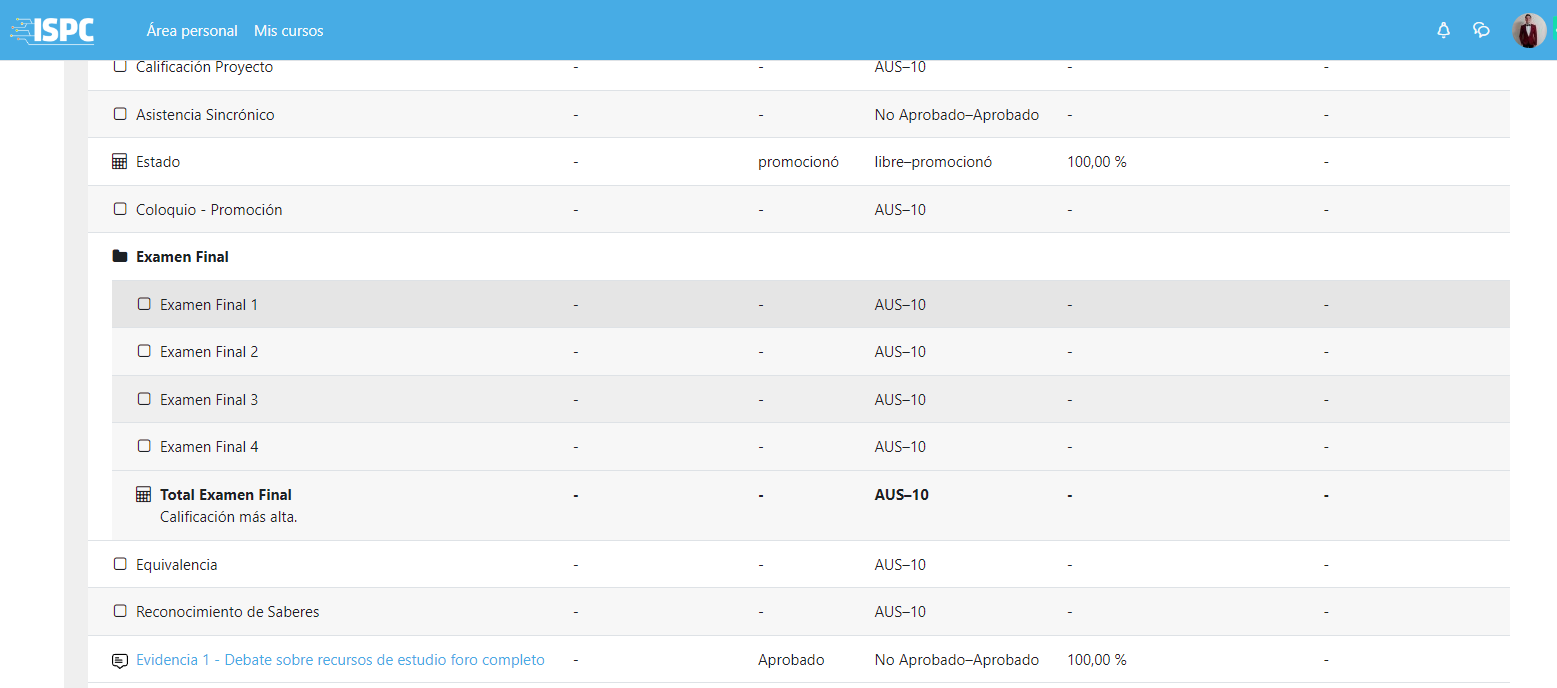 ISPC Área personal Mis cursos
Calificación Proyecto - - AUS–10 - -
Asistencia Sincrónico - - No Aprobado–Aprobado - -
Estado - promocionó libre–promocionó 100,00 % -
Coloquio - Promoción - - AUS–10 - -
Examen Final
Examen Final 1 - - AUS–10 - -
Examen Final 2 - - AUS–10 - -
Examen Final 3 - - AUS–10 - -
Examen Final 4 - - AUS–10 - -
Total Examen Final - - AUS–10 - -
Calificación más alta.
Equivalencia - - AUS–10 - -
Reconocimiento de Saberes - - AUS–10 - -
Evidencia 1 - Debate sobre recursos de estudio foro completo - Aprobado No Aprobado–Aprobado 100,00 % -